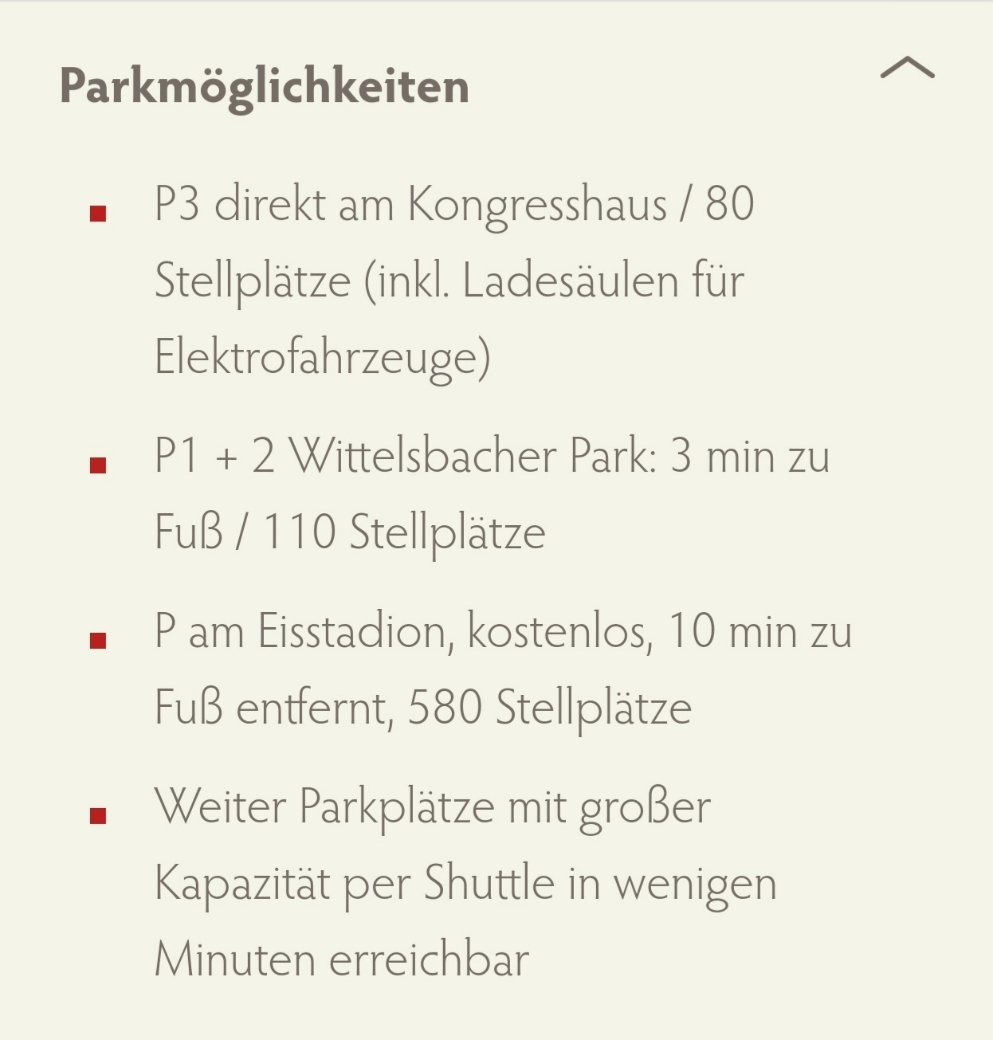 Parkmöglichkeiten
P3 direkt am Kongresshaus / 80
Stellplätze (inkl. Ladesäulen für
Elektrofahrzeuge)
P1 + 2 Wittelsbacher Park: 3 min zu
Fuß / 110 Stellplätze
P am Eisstadion, kostenlos, 10 min zu
Fuß entfernt, 580 Stellplätze
Weiter Parkplätze mit großer
Kapazität per Shuttle in wenigen
Minuten erreichbar